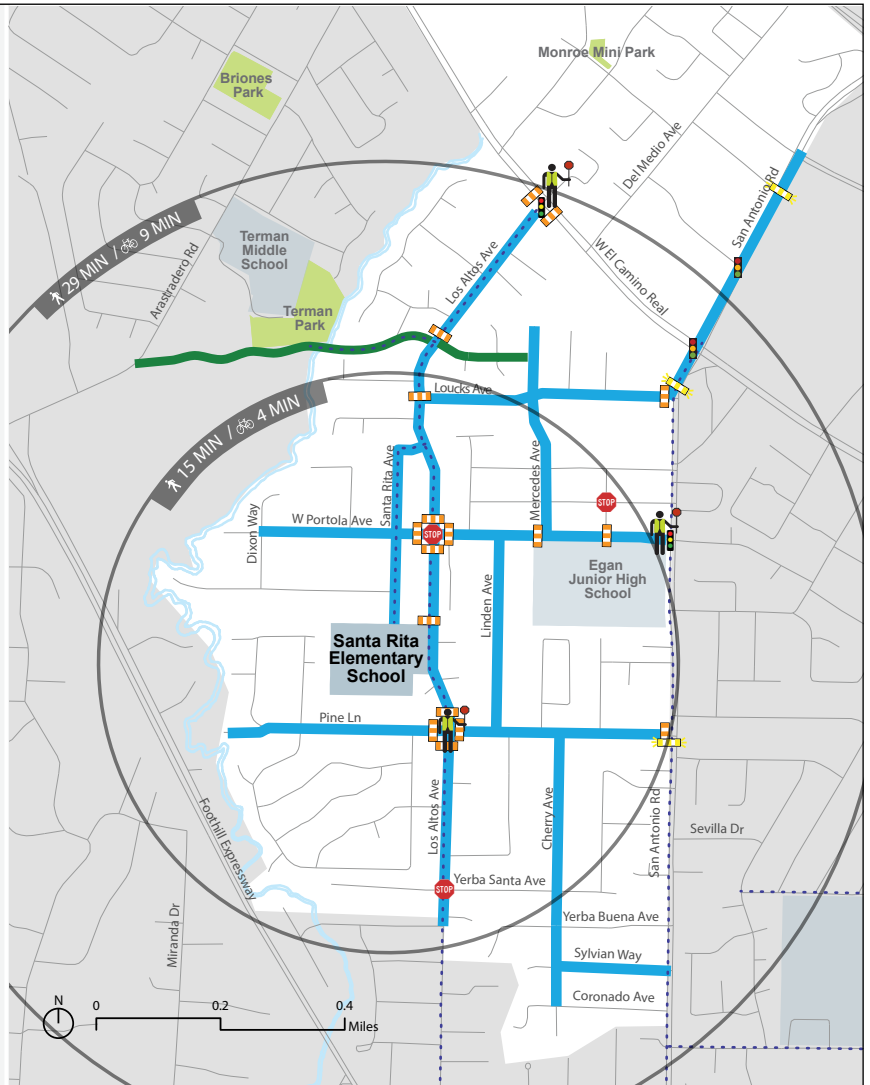 Monroe Mini Park
Briones
Park
Del Medio Ave
San Antonio Rd
29 MIN / 9 MIN
Terman
Middle
School
Arastradero Rd
Los Altos Ave
W El Camino Real
Terman
Park
Loucks Ave
15 MIN / 4 MIN
Santa Rita Ave
Mercedes Ave
STOP
W Portola Ave
Dixon Way
STOP
Egan
Junior High
School
Linden Ave
Santa Rita
Elementary
School
Pine Ln
Foothill Expressway
Los Altos Ave
Cherry Ave
San Antonio Rd
Sevilla Dr
STOP
Yerba Santa Ave
Miranda Dr
Yerba Buena Ave
Sylvian Way
Coronado Ave
N
0 0.2 0.4
Miles